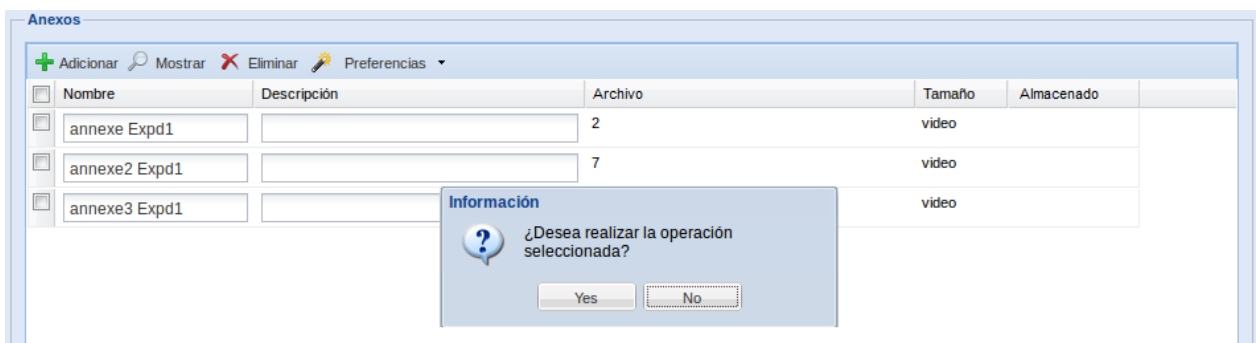 Anexos
Adicionar Mostrar Eliminar Preferencias
Nombre Descripción Archivo Tamaño Almacenado
annexe Expd1 2 video
annexe2 Expd1 7 video
annexe3 Expd1 video
Información
¿Desea realizar la operación
seleccionada?
Yes No